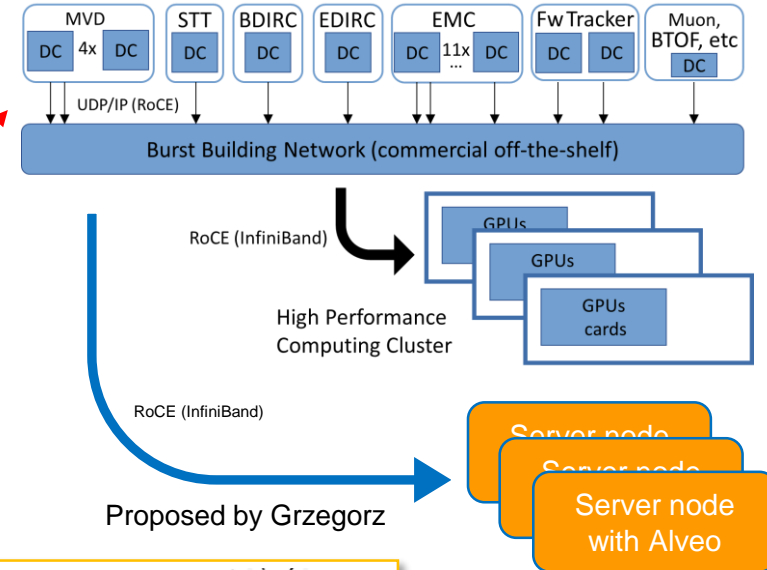 MVD
DC 4x DC
STT
DC
BDIRC
DC
EDIRC
DC
EMC
DC 11x ... DC
Fw Tracker
DC DC
Muon,
BTOF, etc
DC
UDP/IP (RoCE)
Burst Building Network (commercial off-the-shelf)
RoCE (InfiniBand)
GPUs
GPUs
GPUs
cards
High Performance
Computing Cluster
RoCE (InfiniBand)
Proposed by Grzegorz
Server node
Server node
Server node
with Alveo